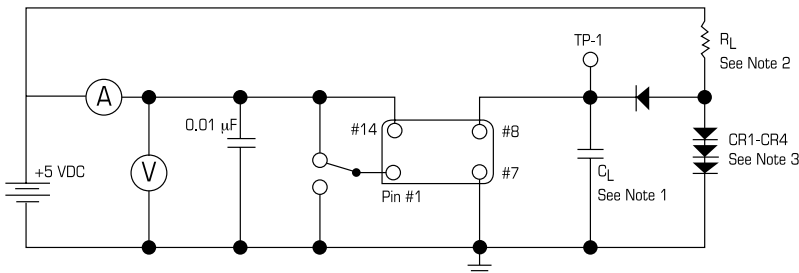 TP-1
R_L
See Note 2
A
0.01 µF
#14
#8
CR1-CR4
See Note 3
+5 VDC
V
#7
Pin #1
C_L
See Note 1